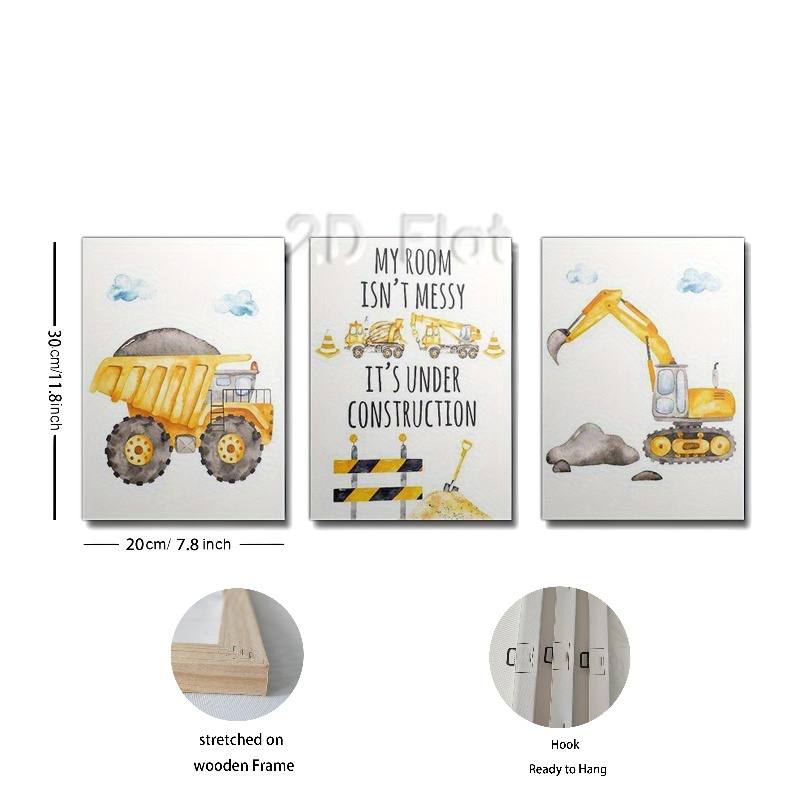 2D Flat
MY ROOM
ISN'T MESSY
IT'S UNDER
CONSTRUCTION
30cm/11.8inch
20cm/ 7.8 inch
stretched on
wooden Frame
Hook
Ready to Hang